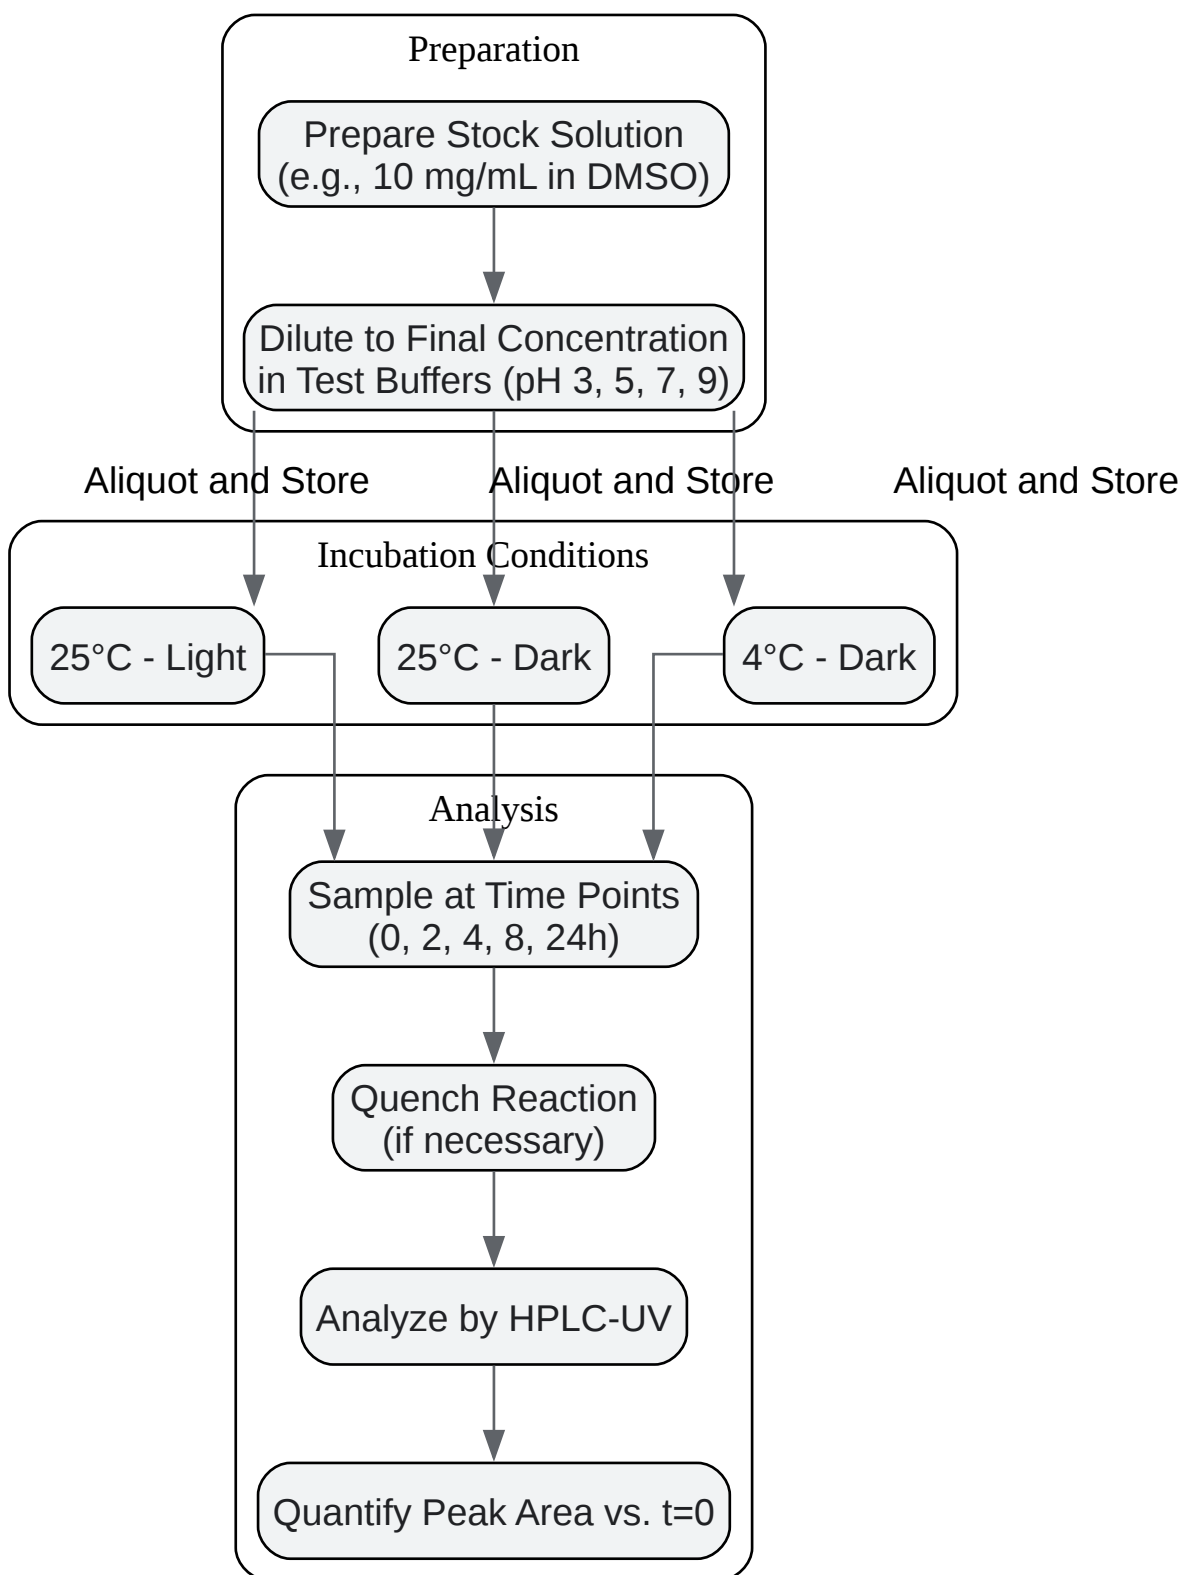 Preparation
Prepare Stock Solution
(e.g., 10 mg/mL in DMSO)
Dilute to Final Concentration
in Test Buffers (pH 3, 5, 7, 9)
Aliquot and Store
Aliquot and Store
Aliquot and Store
Incubation Conditions
25°C - Light
25°C - Dark
4°C - Dark
Analysis
Sample at Time Points
(0, 2, 4, 8, 24h)
Quench Reaction
(if necessary)
Analyze by HPLC-UV
Quantify Peak Area vs. t=0